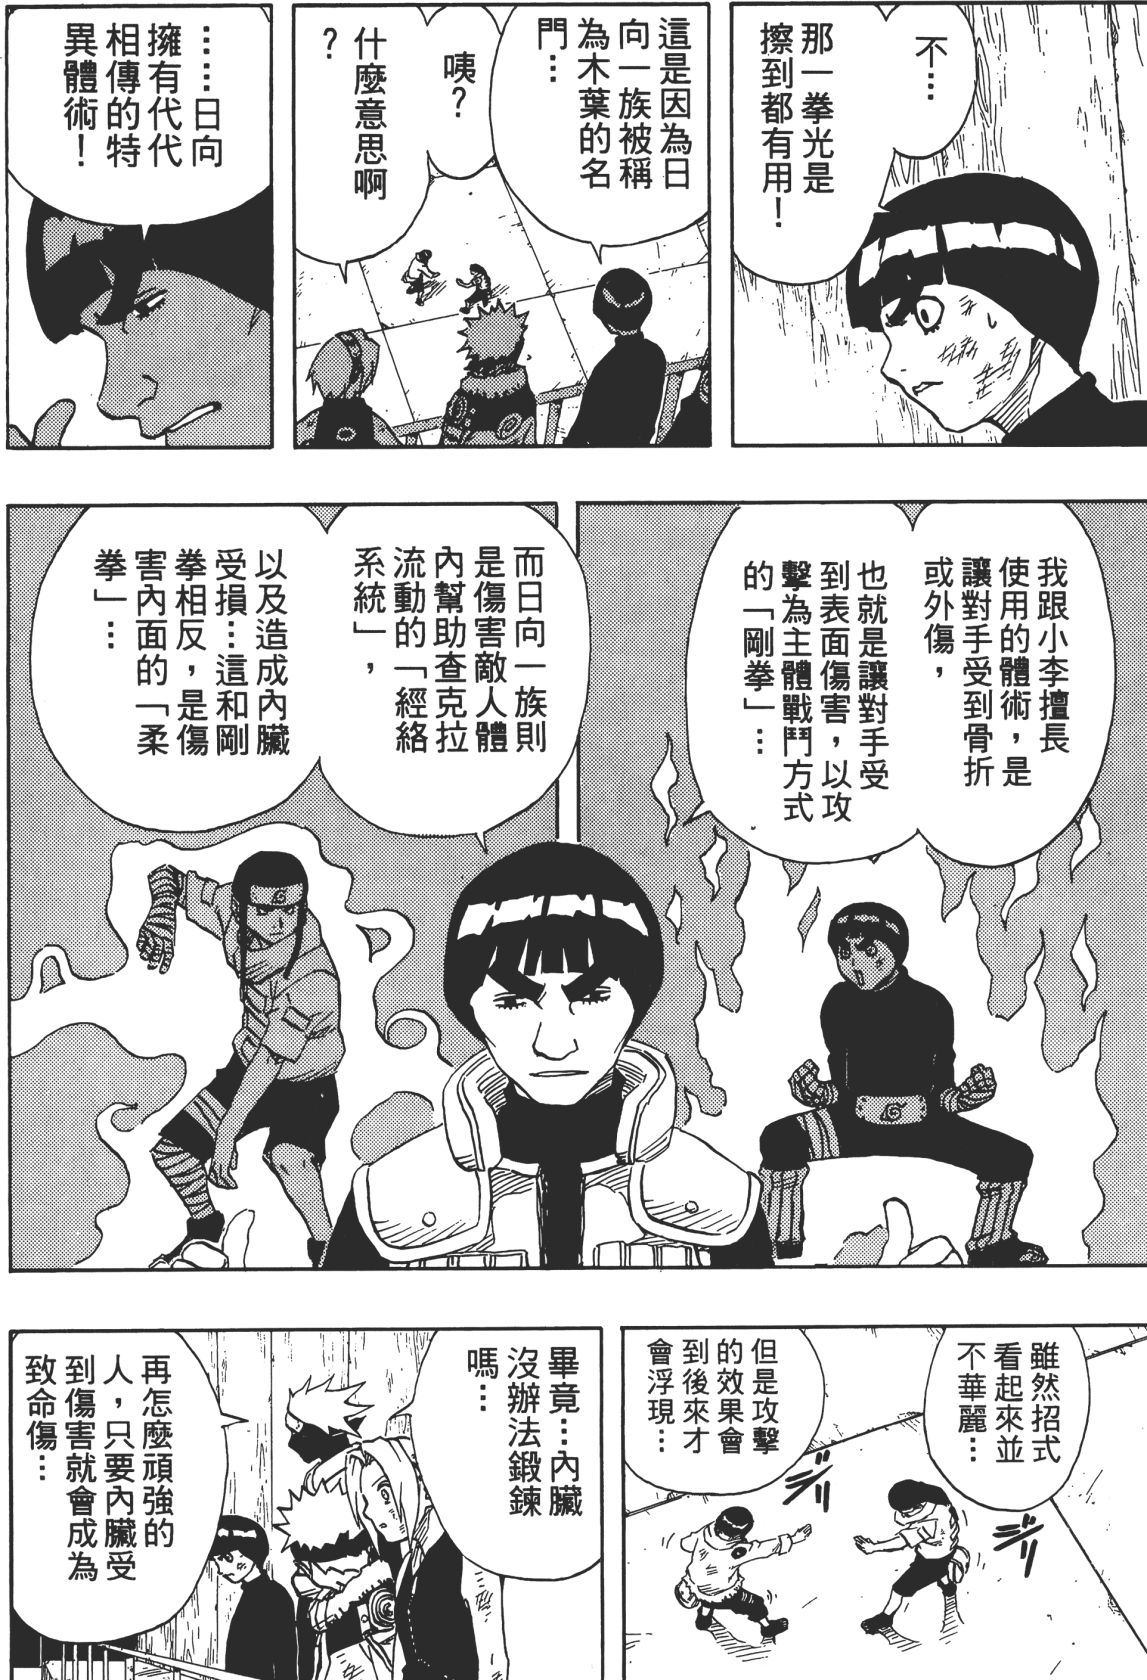 不…
那一拳光是
擦到都有用！
這是因為日
向一族被稱
為木葉的名
門…
咦？
什麼意思啊
？
……日向
擁有代代
相傳的特
異體術！
我跟小李擅長
使用的體術，是
讓對手受到骨折
或外傷，
也就是讓對手受
到表面傷害，以攻
擊為主體戰鬥方式
的「剛拳」…
而日向一族則
是傷害敵人體
內幫助查克拉
流動的「經絡
系統」，
以及造成內臟
受損…這和剛
拳相反，是傷
害內面的「柔
拳」…
雖然招式
看起來並
不華麗…
但是攻擊
的效果會
到後來才
會浮現…
畢竟…內臟
沒辦法鍛鍊
嗎…
再怎麼頑強的
人，只要內臟受
到傷害就會成為
致命傷…